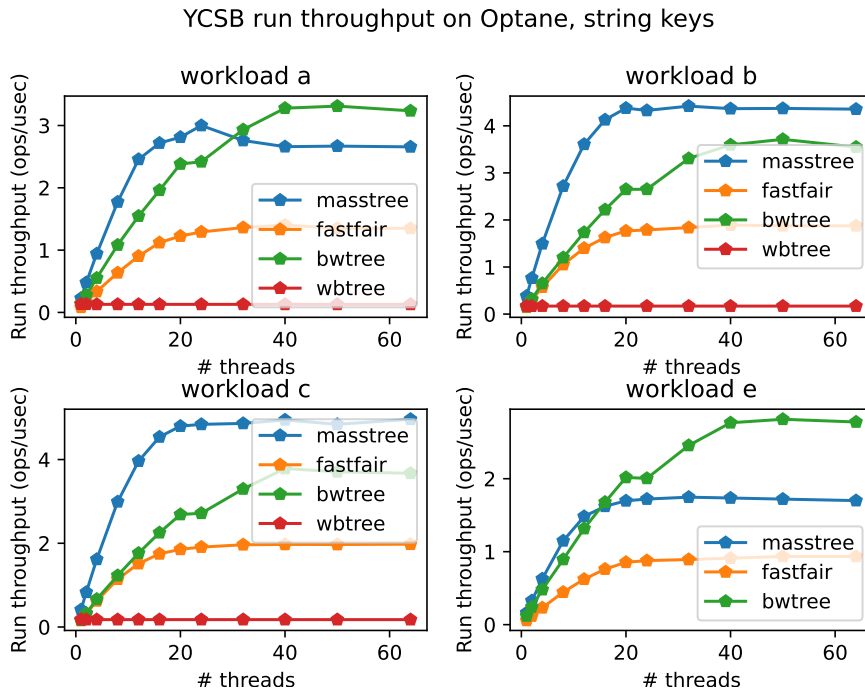 YCSB run throughput on Optane, string keys
workload a
Run throughput (ops/usec)
3
2
1
0
masstree
fastfair
bwtree
wbtree
0 20 40 60
# threads
workload b
Run throughput (ops/usec)
4
3
2
1
0
masstree
fastfair
bwtree
wbtree
0 20 40 60
# threads
workload c
Run throughput (ops/usec)
4
2
0
masstree
fastfair
bwtree
wbtree
0 20 40 60
# threads
workload e
Run throughput (ops/usec)
2
1
0
masstree
fastfair
bwtree
0 20 40 60
# threads